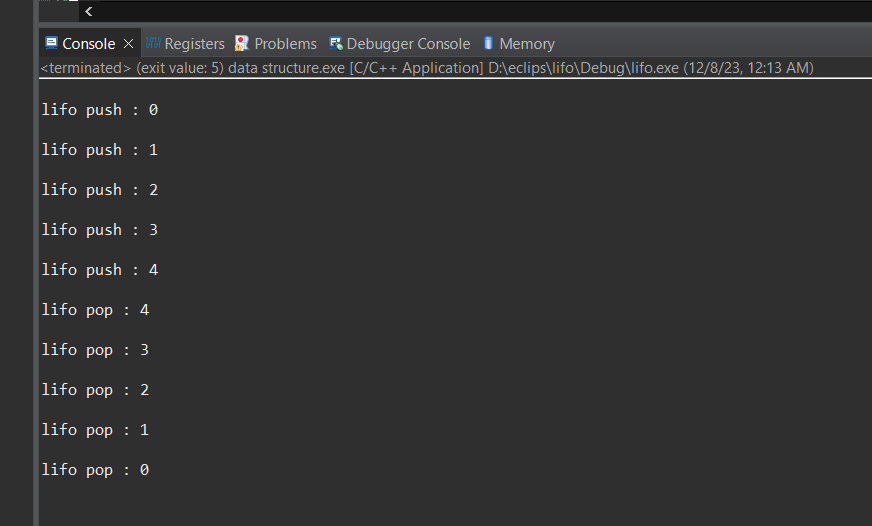 <
Console × Registers Problems Debugger Console Memory
<terminated> (exit value: 5) data structure.exe [C/C++ Application] D:\eclips\lifo\Debug\lifo.exe (12/8/23, 12:13 AM)
lifo push : 0
lifo push : 1
lifo push : 2
lifo push : 3
lifo push : 4
lifo pop : 4
lifo pop : 3
lifo pop : 2
lifo pop : 1
lifo pop : 0